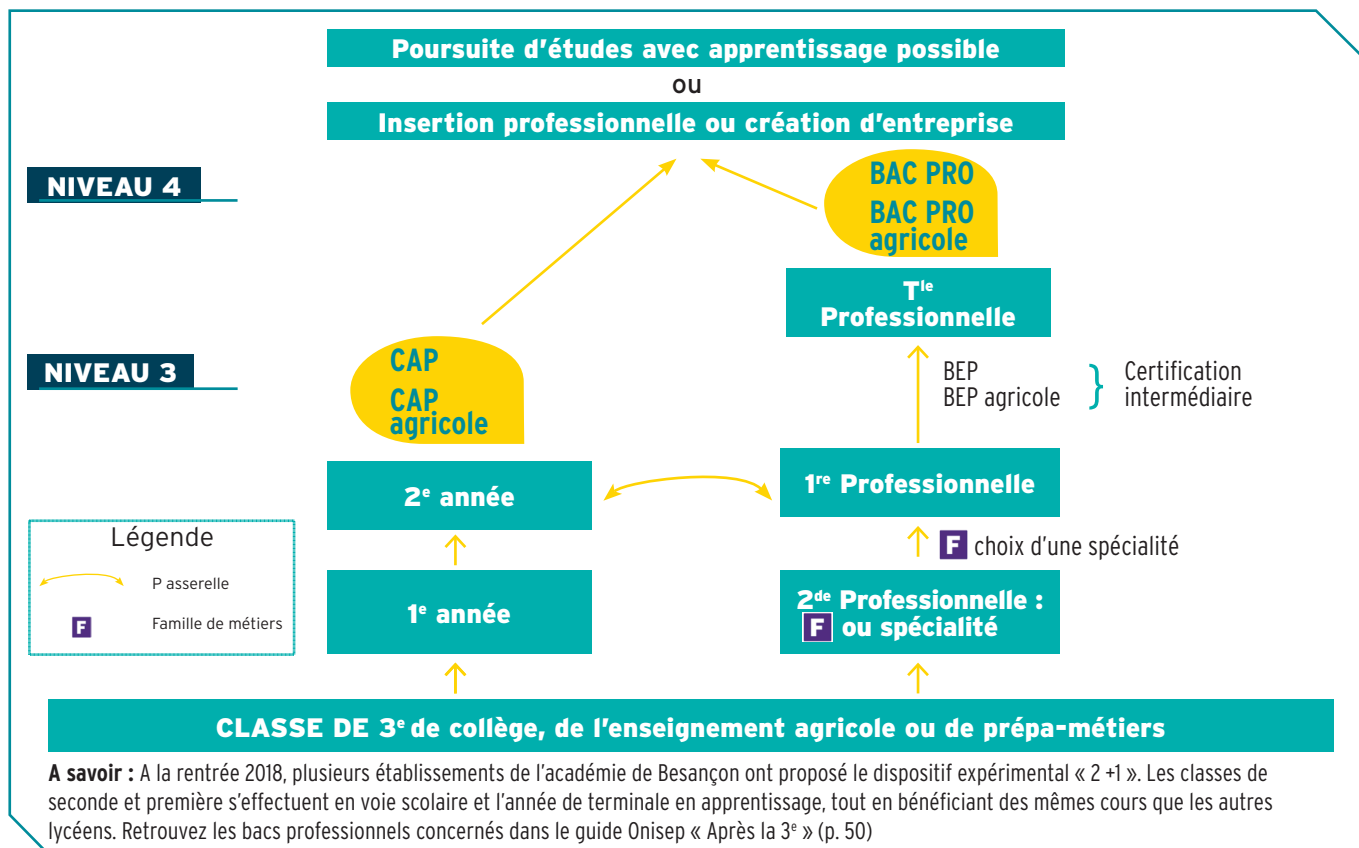 Poursuite d'études avec apprentissage possible
ou
Insertion professionnelle ou création d'entreprise
NIVEAU 4
BAC PRO
BAC PRO
agricole
Tle
Professionnelle
NIVEAU 3
CAP
CAP
agricole
BEP
BEP agricole
} Certification
intermédiaire
2e année
1re Professionnelle
Légende
P asserelle
F Famille de métiers
F choix d'une spécialité
1e année
2de Professionnelle :
F ou spécialité
CLASSE DE 3e de collège, de l'enseignement agricole ou de prépa-métiers
A savoir : A la rentrée 2018, plusieurs établissements de l'académie de Besançon ont proposé le dispositif expérimental « 2 +1 ». Les classes de
seconde et première s'effectuent en voie scolaire et l'année de terminale en apprentissage, tout en bénéficiant des mêmes cours que les autres
lycéens. Retrouvez les bacs professionnels concernés dans le guide Onisep « Après la 3e » (p. 50)